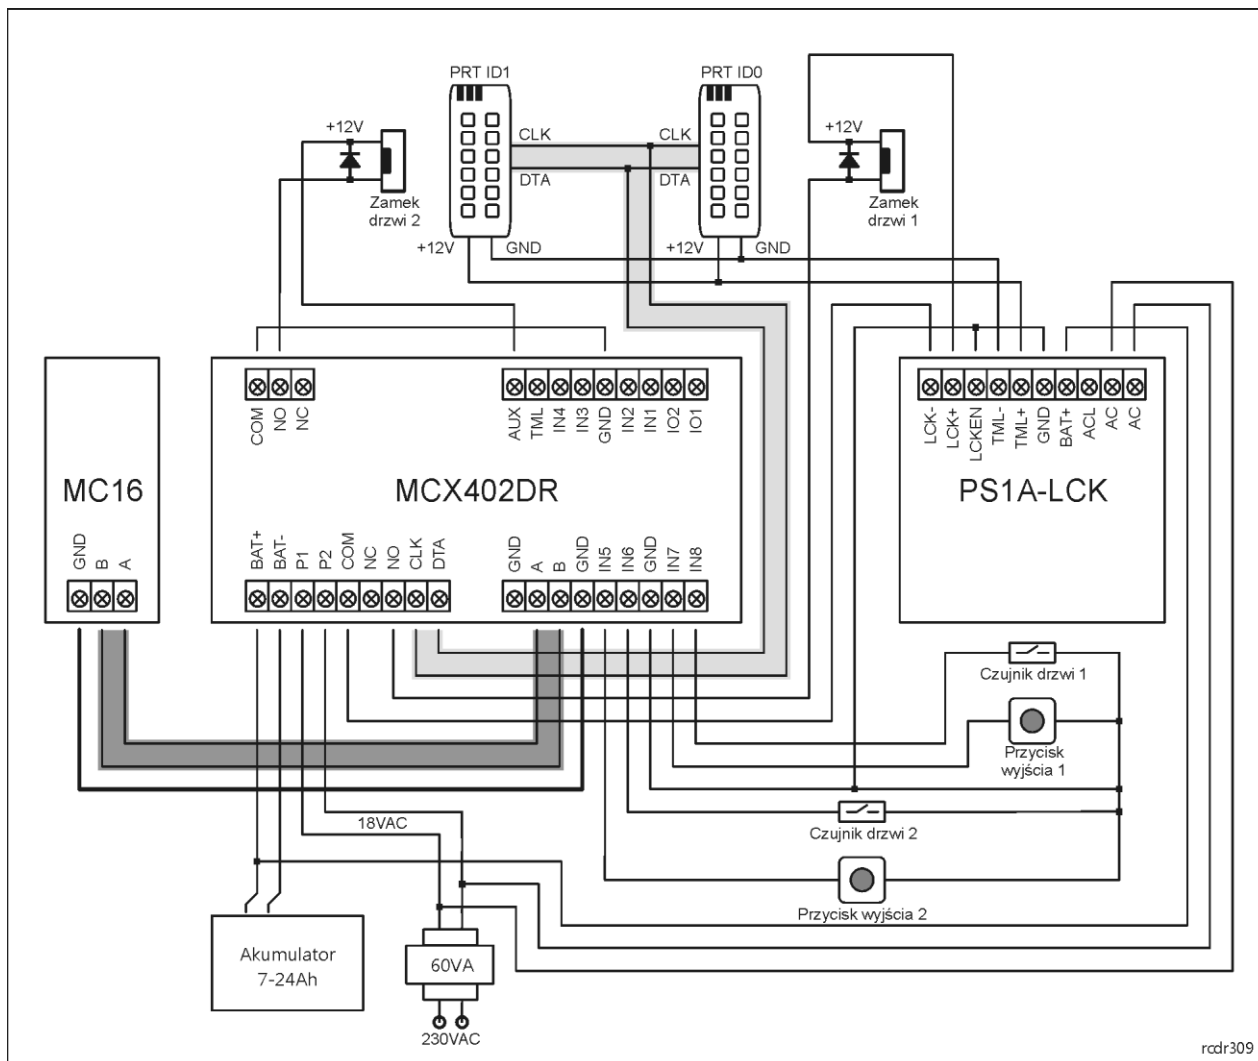 PRT ID1
PRT ID0
+12V
CLK
CLK
+12V
DTA
DTA
Zamek
drzwi 2
Zamek
drzwi 1
+12V
GND
+12V
GND
COM
NO
NC
AUX
TML
IN4
IN3
GND
IN2
IN1
IO2
IO1
LCK-
LCK+
LCKEN
TML-
TML+
GND
BAT+
ACL
AC
AC
MC16
MCX402DR
PS1A-LCK
GND
B
A
BAT+
BAT-
P1
P2
COM
NC
NO
CLK
DTA
GND
A
B
GND
IN5
IN6
GND
IN7
IN8
Czujnik drzwi 1
Przycisk
wyjścia 1
18VAC
Czujnik drzwi 2
Przycisk wyjścia 2
Akumulator
7-24Ah
60VA
230VAC
rcdr309